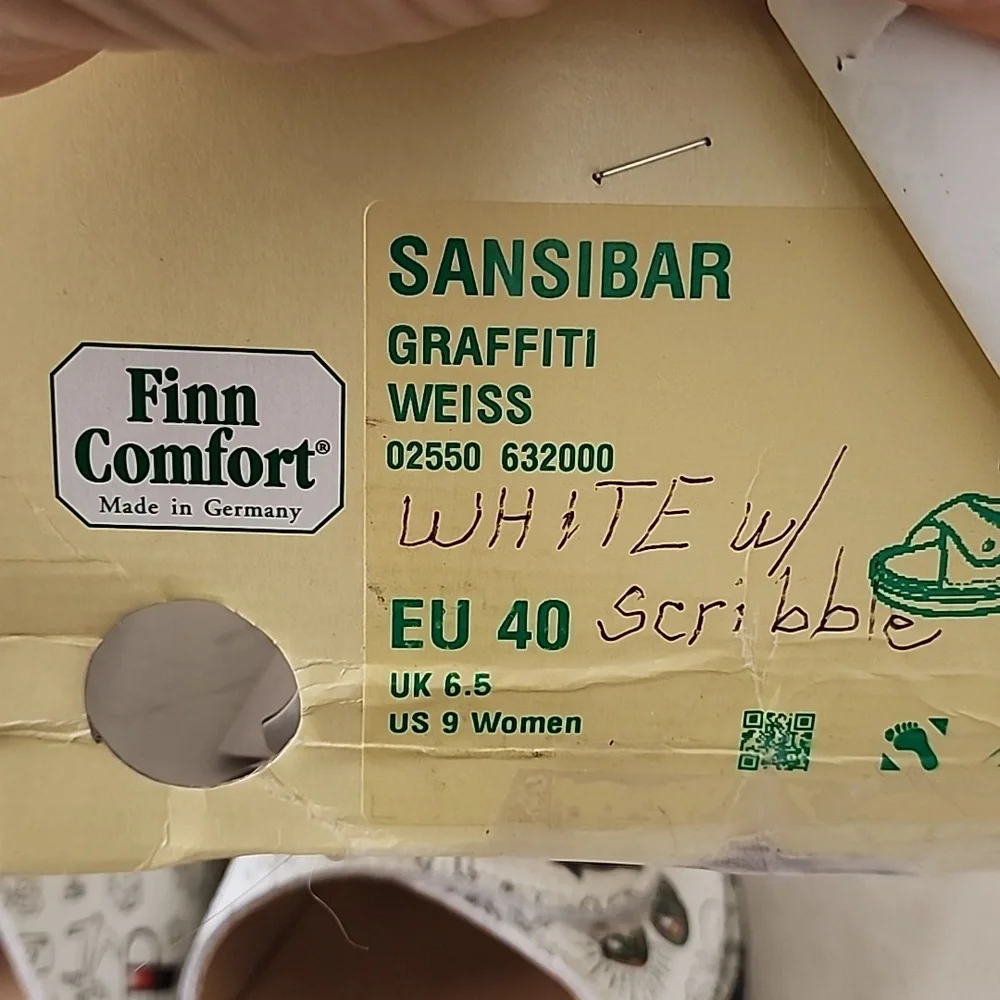 SANSIBAR
GRAFFITI
WEISS
02550 632000
WHITE w/
scribble
EU 40
UK 6.5
US 9 Women
Finn
Comfort®
Made in Germany